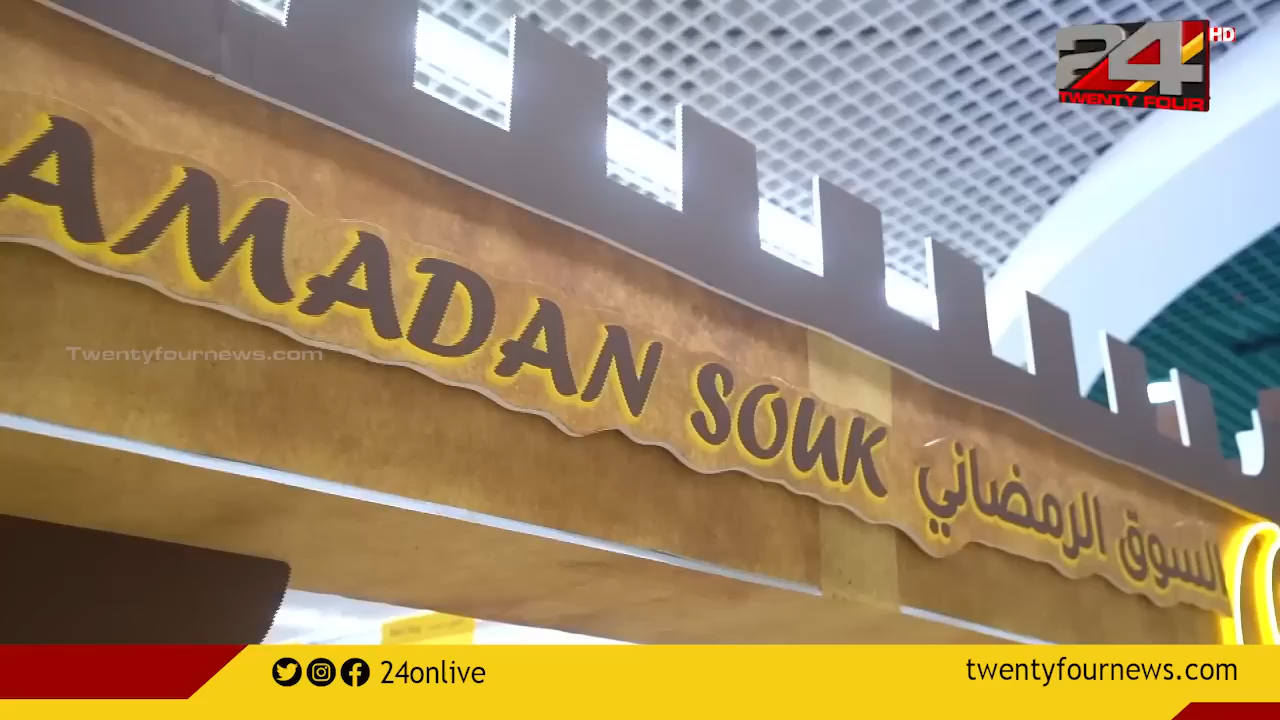 24 HD
TWENTY FOUR
AMADAN SOUK السوق الرمضاني
Twentyfournews.com
24onlive
twentyfournews.com